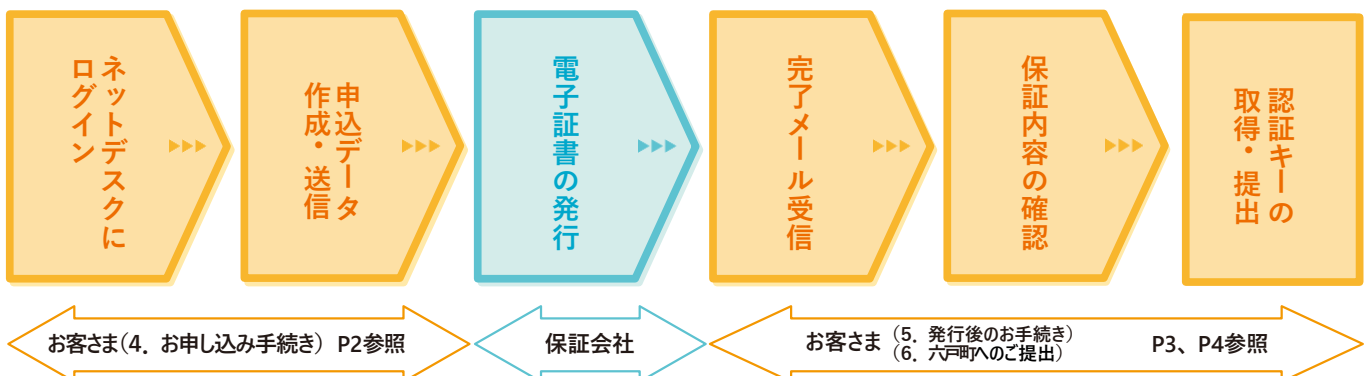 ネットデスクに
ログイン
申込データ
作成・送信
電子証書の発行
完了メール受信
保証内容の確認
認証キーの
取得・提出
お客さま（4．お申し込み手続き） P2参照
保証会社
お客さま（5．発行後のお手続き）
（6．六戸町へのご提出）
P3、P4参照